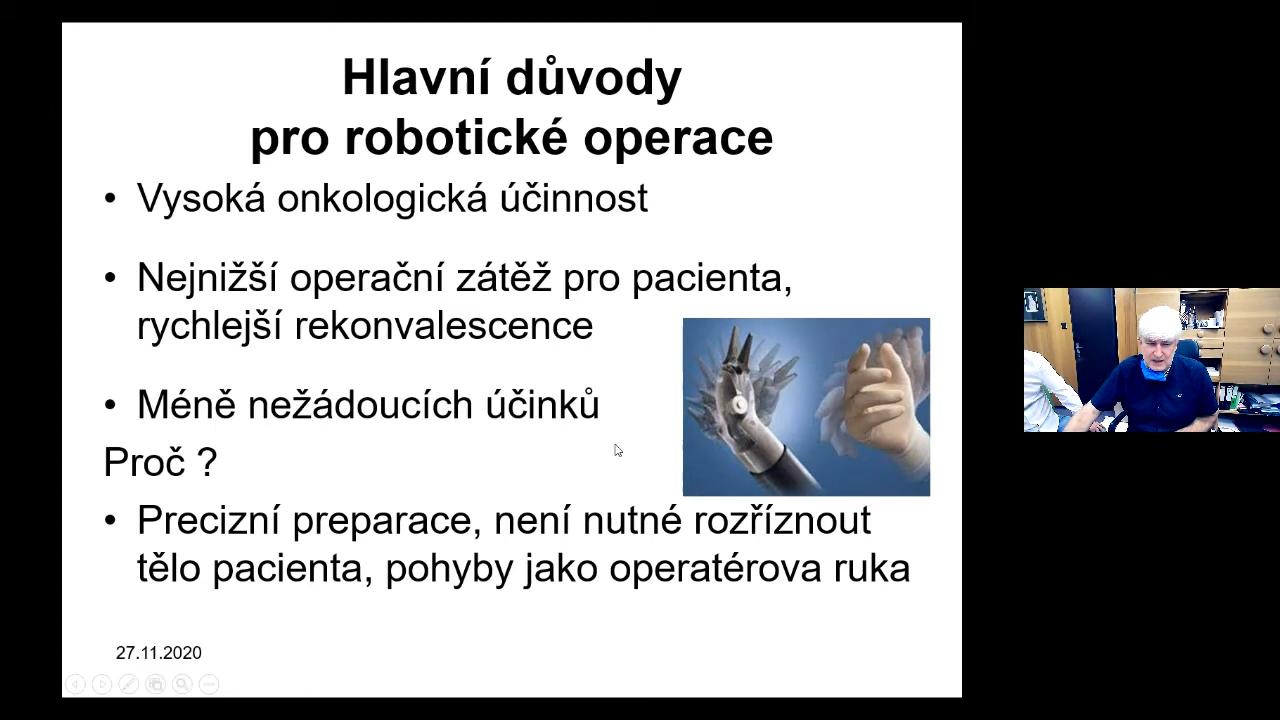 Hlavní důvody
pro robotické operace
• Vysoká onkologická účinnost
• Nejnižší operační zátěž pro pacienta,
rychlejší rekonvalescence
• Méně nežádoucích účinků
Proč ?
• Precizní preparace, není nutné rozříznout
tělo pacienta, pohyby jako operatérova ruka
27.11.2020